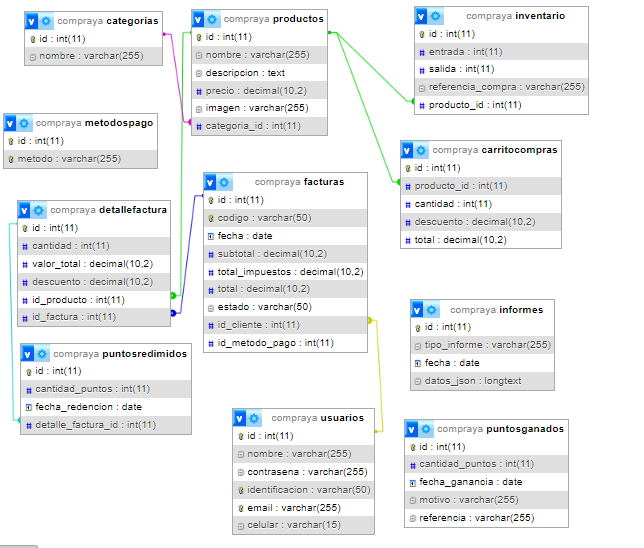 compraya categorias
id : int(11)
nombre : varchar(255)
compraya productos
id : int(11)
nombre : varchar(255)
descripcion : text
precio : decimal(10,2)
imagen : varchar(255)
categoria_id : int(11)
compraya inventario
id : int(11)
entrada : int(11)
salida : int(11)
referencia_compra : varchar(255)
producto_id : int(11)
compraya metodospago
id : int(11)
metodo : varchar(255)
compraya carritocompras
id : int(11)
producto_id : int(11)
cantidad : int(11)
descuento : decimal(10,2)
total : decimal(10,2)
compraya detallefactura
id : int(11)
cantidad : int(11)
valor_total : decimal(10,2)
descuento : decimal(10,2)
id_producto : int(11)
id_factura : int(11)
compraya facturas
id : int(11)
codigo : varchar(50)
fecha : date
subtotal : decimal(10,2)
total_impuestos : decimal(10,2)
total : decimal(10,2)
estado : varchar(50)
id_cliente : int(11)
id_metodo_pago : int(11)
compraya informes
id : int(11)
tipo_informe : varchar(255)
fecha : date
datos_json : longtext
compraya puntosredimidos
id : int(11)
cantidad_puntos : int(11)
fecha_redencion : date
detalle_factura_id : int(11)
compraya usuarios
id : int(11)
nombre : varchar(255)
contrasena : varchar(255)
identificacion : varchar(50)
email : varchar(255)
celular : varchar(15)
compraya puntosganados
id : int(11)
cantidad_puntos : int(11)
fecha_ganancia : date
motivo : varchar(255)
referencia : varchar(255)